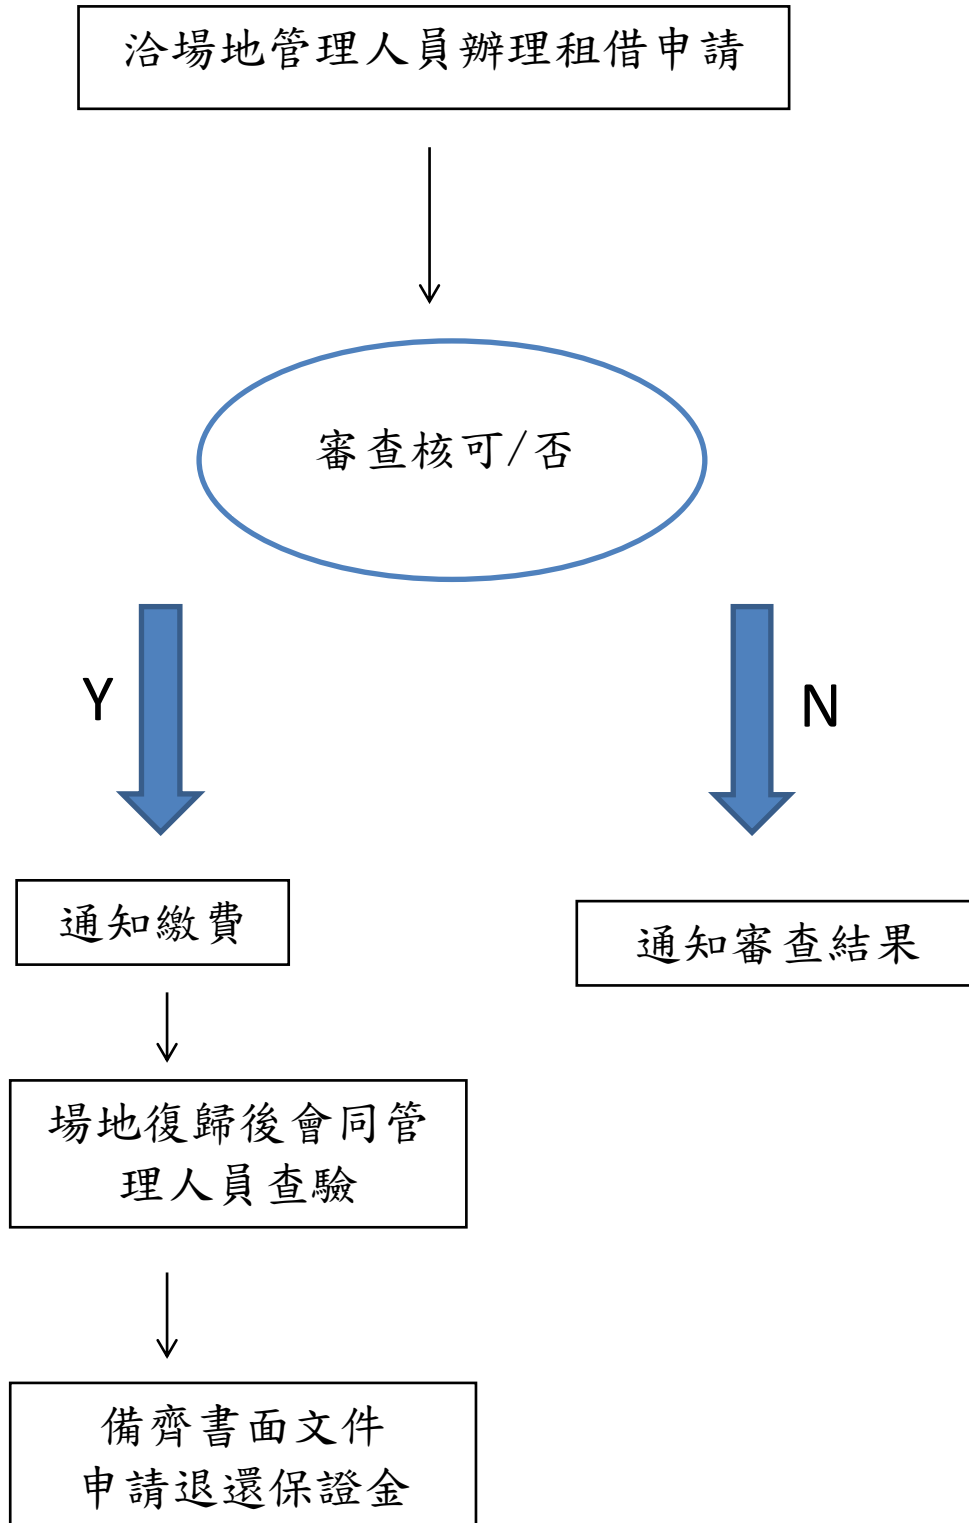 洽場地管理人員辦理租借申請
審查核可/否
Y
N
通知繳費
通知審查結果
場地復歸後會同管
理人員查驗
備齊書面文件
申請退還保證金